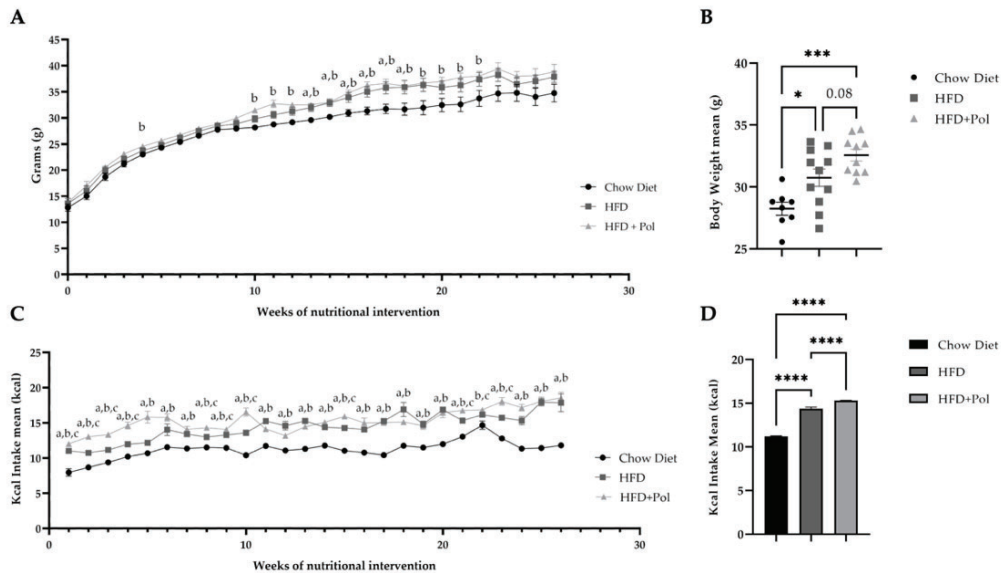 A
Grams (g)
45
40
35
30
25
20
15
10
5
0
b
b
b
b
a,b
a,b
a,b
a,b
a,b
a,b
b
b
b
b
Chow Diet
HFD
HFD + Pol
0
10
20
30
Weeks of nutritional intervention
B
Body Weight mean (g)
40
35
30
25
***
*
0.08
Chow Diet
HFD
HFD+Pol
C
Kcal Intake Mean (kcal)
25
20
15
10
5
0
a,b,c
a,b,c
a,b,c
a,b,c
a,b
a,b
a,b
a,b,c
a,b,c
a,b,c
a,b
a,b,c
a,b
a,b
a,b
a,b
a,b
a,b
a,b
a,b
a,b
a,b,c
a,b,c
a,b,c
a,b
a,b
Chow Diet
HFD
HFD+Pol
0
10
20
30
Weeks of nutritional intervention
D
Kcal Intake Mean (kcal)
20
15
10
5
0
****
****
****
Chow Diet
HFD
HFD+Pol